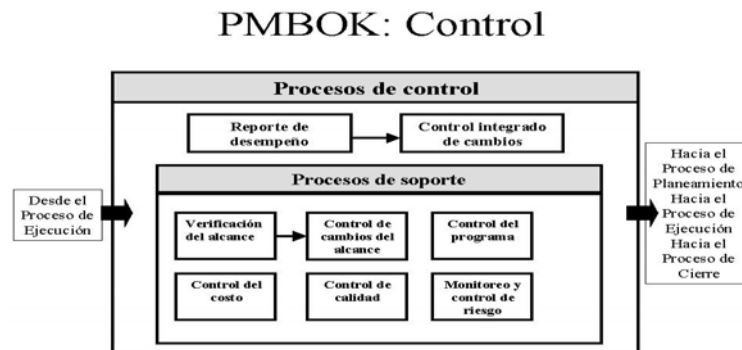 PMBOK: Control
Procesos de control
Reporte de
desempeño
Control integrado
de cambios
Desde el
Proceso de
Ejecución
Procesos de soporte
Verificación
del alcance
Control de
cambios del
alcance
Control del
programa
Control del
costo
Control de
calidad
Monitoreo y
control de
riesgo
Hacia el
Proceso de
Planeamiento
Hacia el
Proceso de
Ejecución
Hacia el
Proceso de
Cierre